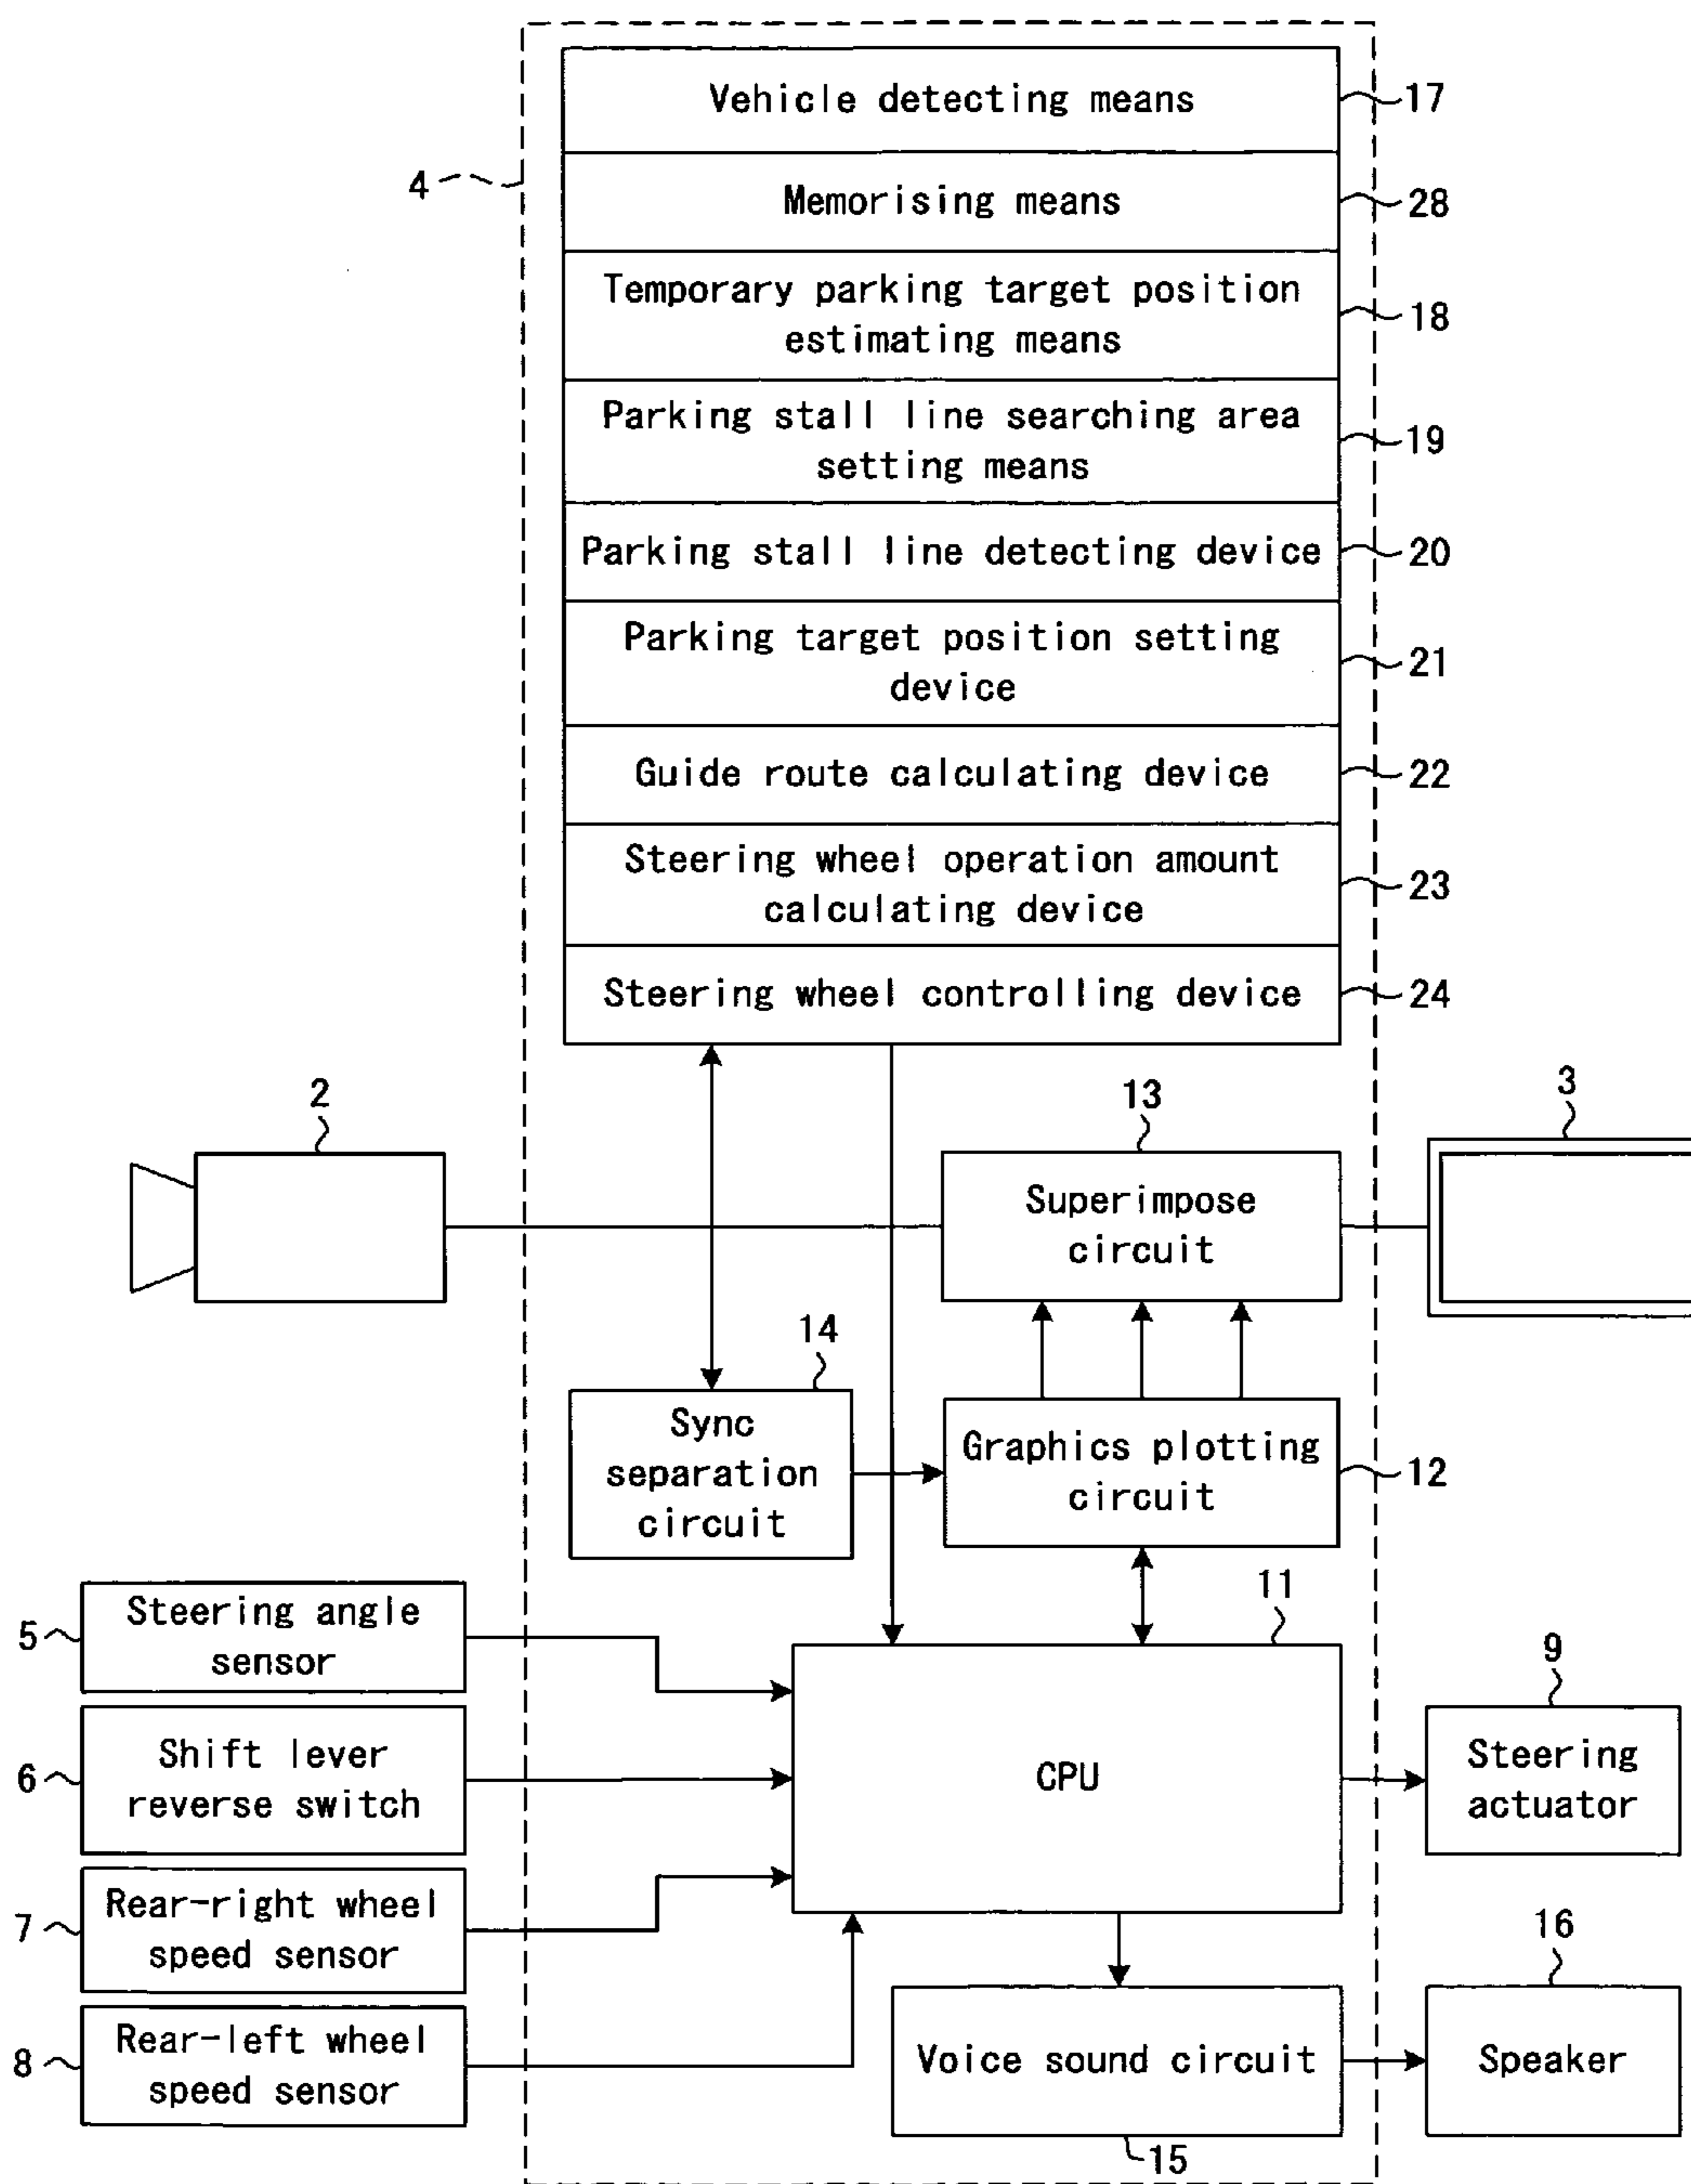 Vehicle detecting means
17
4
Memorising means
28
Temporary parking target position
estimating means
18
Parking stall line searching area
setting means
19
Parking stall line detecting device
20
Parking target position setting
device
21
Guide route calculating device
22
Steering wheel operation amount
calculating device
23
Steering wheel controlling device
24
2
13
3
Superimpose
circuit
14
Sync
separation
circuit
Graphics plotting
circuit
12
5
Steering angle
sensor
11
9
6
Shift lever
reverse switch
CPU
Steering
actuator
7
Rear-right wheel
speed sensor
16
8
Rear-left wheel
speed sensor
Voice sound circuit
Speaker
15